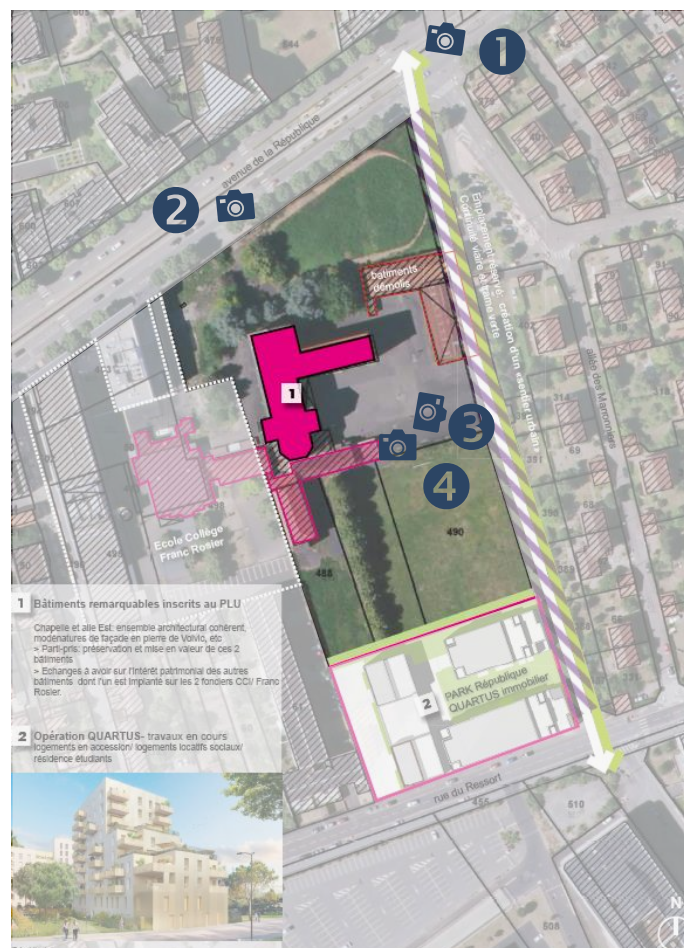 1
2
avenue de la République
Emplacement réservé: création d'un sentier urbain
Continuité viaire et trame verte
batiments
démolis
allée des Maronniers
1
3
4
Ecole Collège
Franc Rosier
490
488
1 Bâtiments remarquables inscrits au PLU
Chapelle et aile Est: ensemble architectural cohérent,
modénatures de façade en pierre de Volvic, etc
> Parti-pris: préservation et mise en valeur de ces 2
bâtiments
> Echanges à avoir sur l'intérêt patrimonial des autres
bâtiments dont l'un est implanté sur les 2 fonciers CCI/ Franc
Rosier.
2
PARK République
QUARTUS immobilier
2 Opération QUARTUS- travaux en cours
logements en accession/ logements locatifs sociaux/
résidence étudiants
rue du Ressort
510
508
N